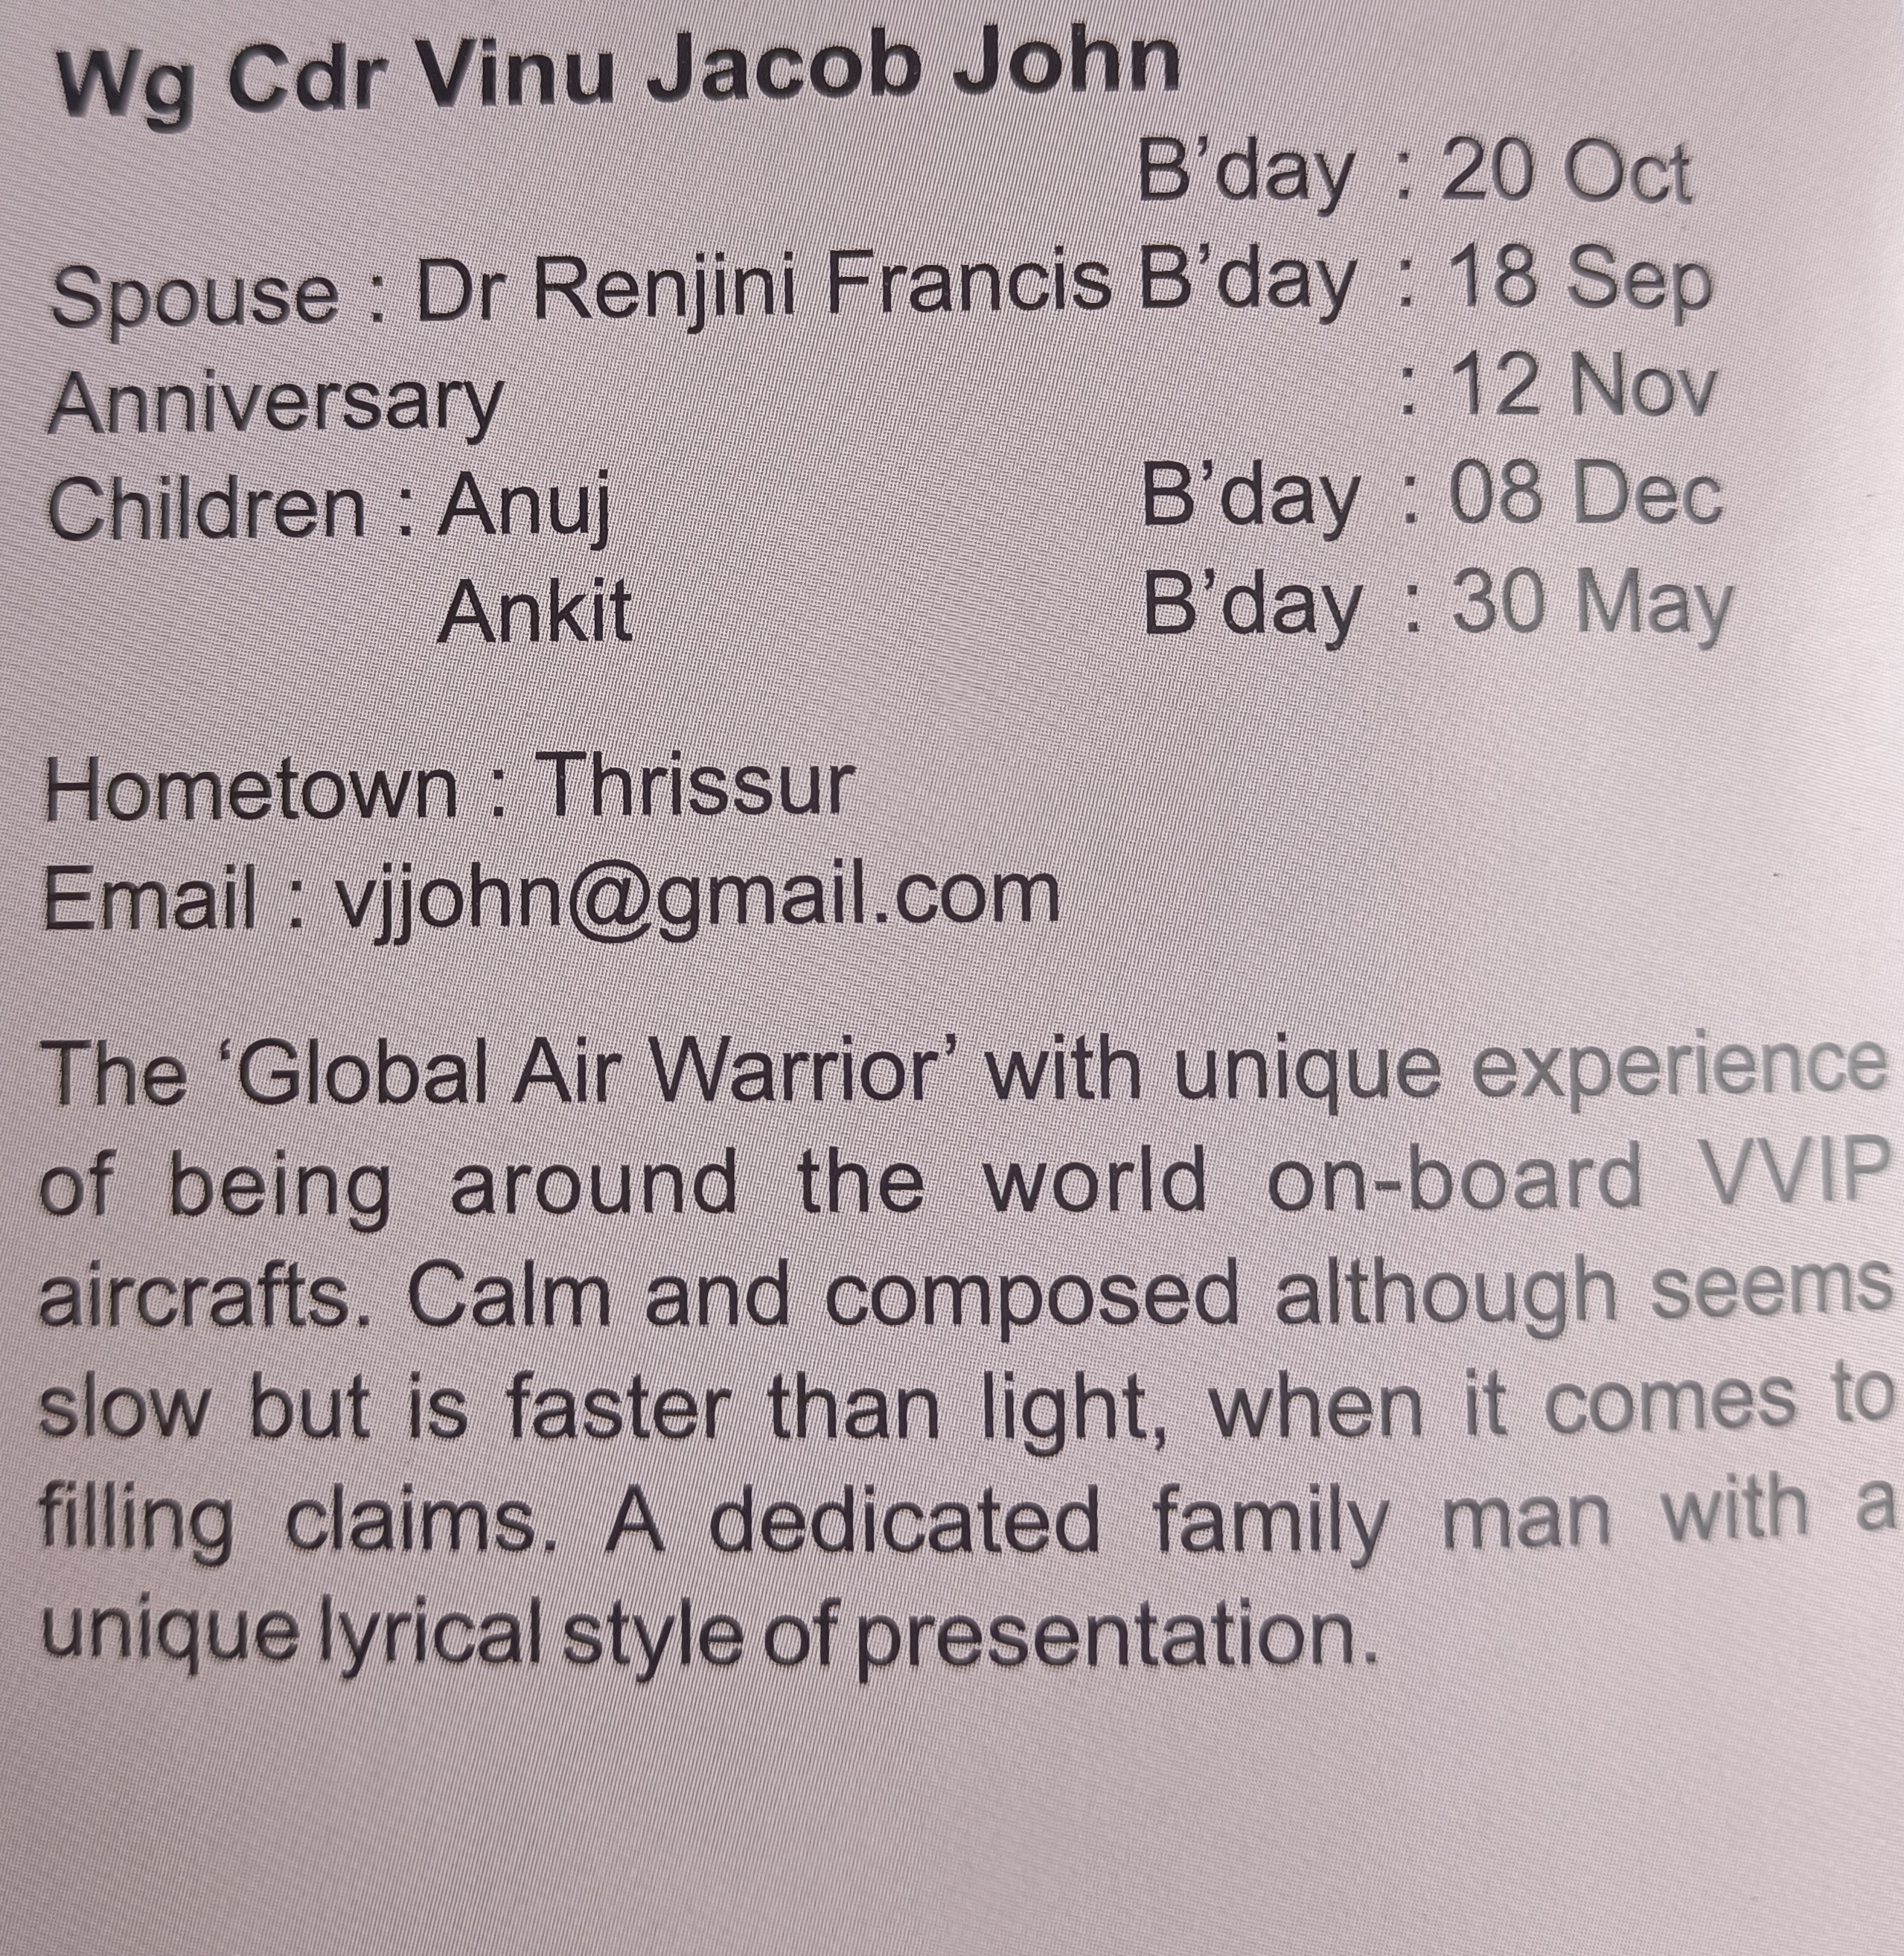 Wg Cdr Vinu Jacob John
B’day : 20 Oct
Spouse : Dr Renjini Francis B’day : 18 Sep
Anniversary : 12 Nov
Children : Anuj B’day : 08 Dec
Ankit B’day : 30 May
Hometown : Thrissur
Email : vjjohn@gmail.com
The ‘Global Air Warrior’ with unique experience
of being around the world on-board VVIP
aircrafts. Calm and composed although seems
slow but is faster than light, when it comes to
filling claims. A dedicated family man with a
unique lyrical style of presentation.